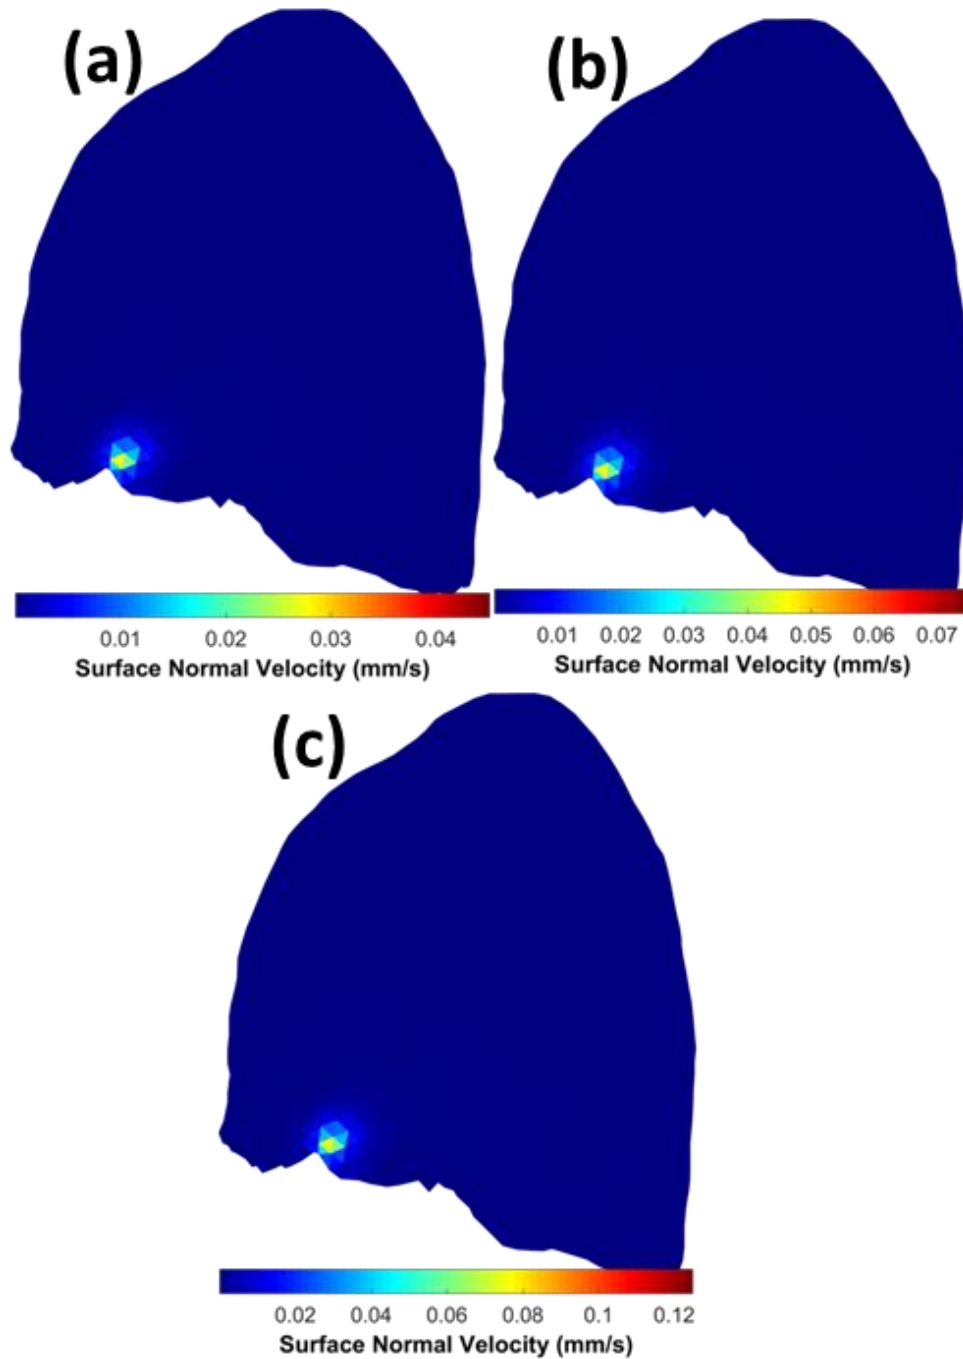 (a)
(b)
0.01 0.02 0.03 0.04
Surface Normal Velocity (mm/s)
0.01 0.02 0.03 0.04 0.05 0.06 0.07
Surface Normal Velocity (mm/s)
(c)
0.02 0.04 0.06 0.08 0.1 0.12
Surface Normal Velocity (mm/s)